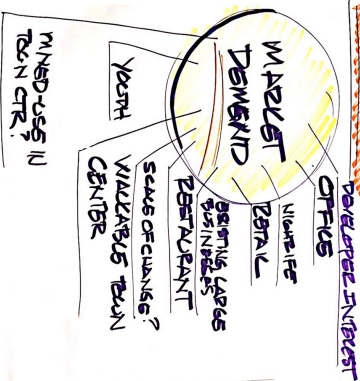 DEVELOPER INTEREST
OFFICE
NIGHTLIFE
RETAIL
MARKET
DEMAND
EXISTING LARGE
BUSINESSES
RESTAURANT
SCALE OF CHANGE?
WALKABLE TOWN
CENTER
YOUTH
MIXED-USE IN
TOWN CTR?